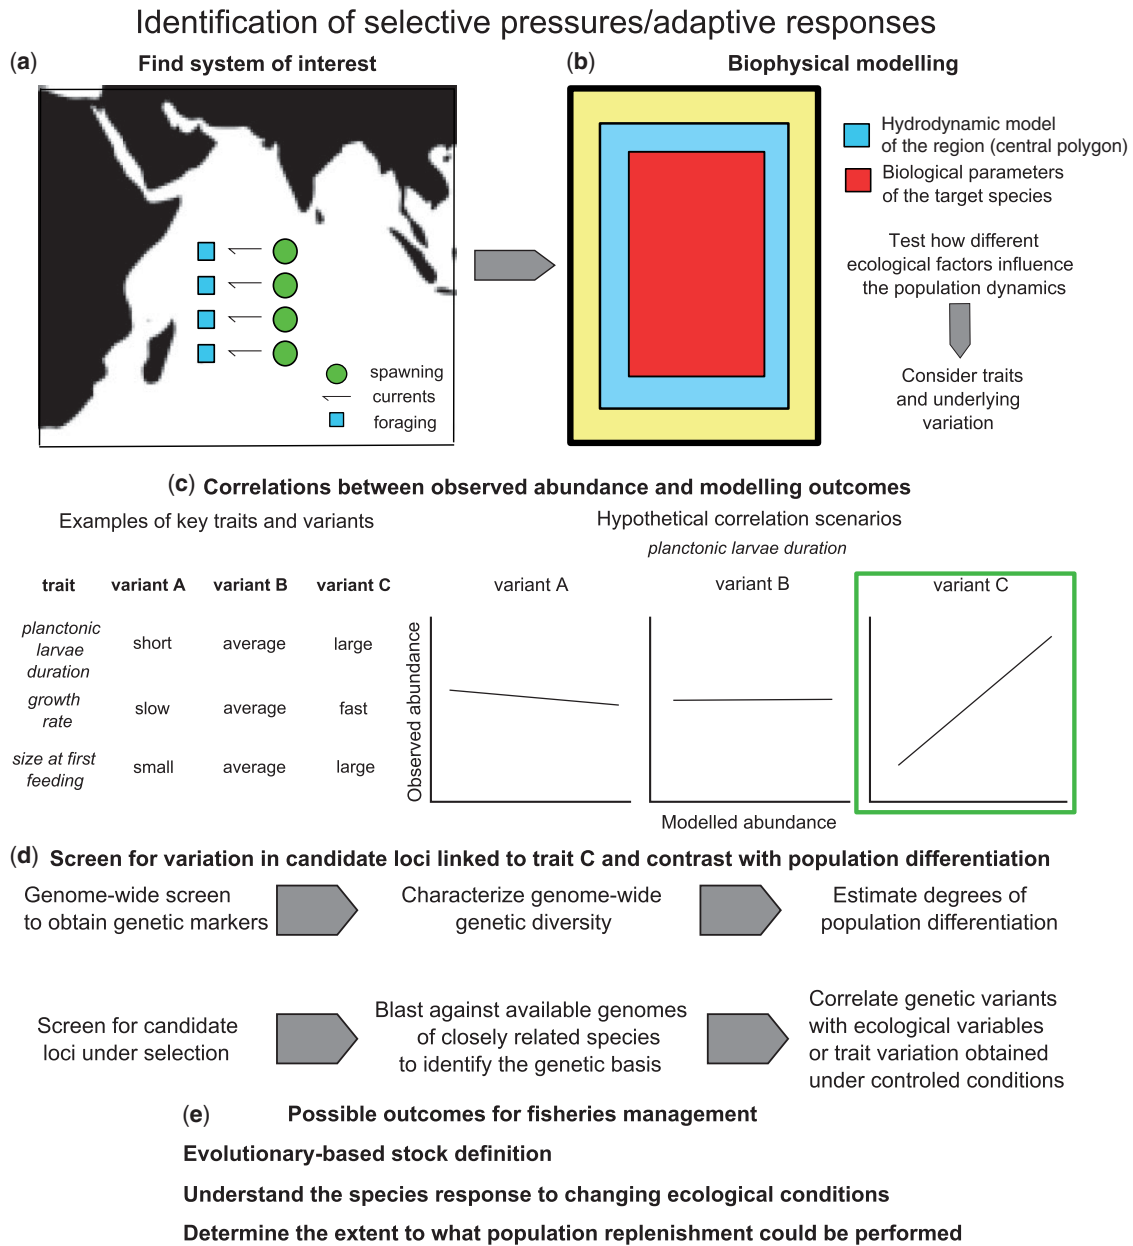 Identification of selective pressures/adaptive responses
(a)
Find system of interest
spawning
currents
foraging
(b)
Biophysical modelling
Hydrodynamic model
of the region (central polygon)
Biological parameters
of the target species
Test how different
ecological factors influence
the population dynamics
Consider traits
and underlying
variation
(c) Correlations between observed abundance and modelling outcomes
Examples of key traits and variants
trait variant A variant B variant C
planctonic
larvae
duration
short average large
growth
rate
slow average fast
size at first
feeding
small average large
Hypothetical correlation scenarios
planctonic larvae duration
variant A
variant B
variant C
Observed abundance
Modelled abundance
(d) Screen for variation in candidate loci linked to trait C and contrast with population differentiation
Genome-wide screen
to obtain genetic markers
Characterize genome-wide
genetic diversity
Estimate degrees of
population differentiation
Screen for candidate
loci under selection
Blast against available genomes
of closely related species
to identify the genetic basis
Correlate genetic variants
with ecological variables
or trait variation obtained
under controled conditions
(e) Possible outcomes for fisheries management
Evolutionary-based stock definition
Understand the species response to changing ecological conditions
Determine the extent to what population replenishment could be performed